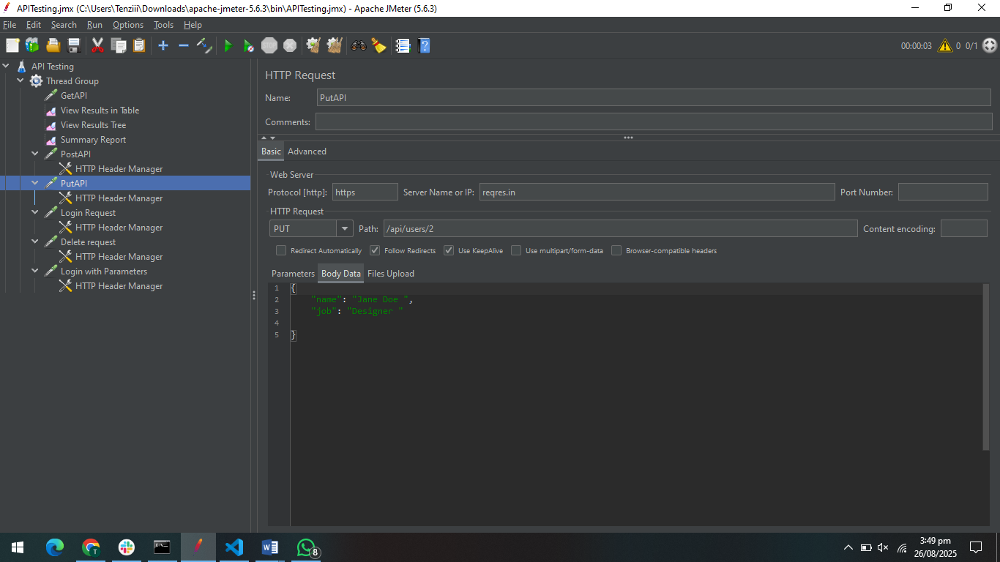 APITesting.jmx (C:\Users\Tenziii\Downloads\apache-jmeter-5.6.3\bin\APITesting.jmx) - Apache JMeter (5.6.3)
File Edit Search Run Options Tools Help
STOP
00:00:03 0 0/1
API Testing
Thread Group
GetAPI
View Results in Table
View Results Tree
Summary Report
PostAPI
HTTP Header Manager
PutAPI
HTTP Header Manager
Login Request
HTTP Header Manager
Delete request
HTTP Header Manager
Login with Parameters
HTTP Header Manager
HTTP Request
Name: PutAPI
Comments:
Basic Advanced
Web Server
Protocol [http]: https Server Name or IP: reqres.in Port Number:
HTTP Request
PUT Path: /api/users/2 Content encoding:
Redirect Automatically Follow Redirects Use KeepAlive Use multipart/form-data Browser-compatible headers
Parameters Body Data Files Upload
1 {
2 "name": "Jane Doe ",
3 "job": "Designer "
4
5 }
8
3:49 pm
26/08/2025